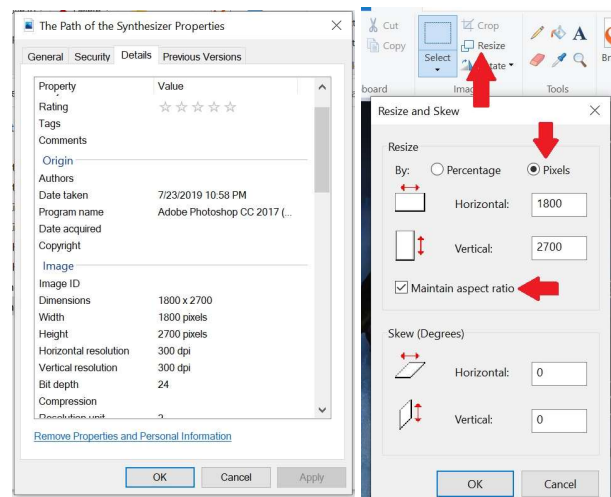 The Path of the Synthesizer Properties
General Security Details Previous Versions
Property Value
Rating
Tags
Comments
Origin
Authors
Date taken 7/23/2019 10:58 PM
Program name Adobe Photoshop CC 2017 (...
Date acquired
Copyright
Image
Image ID
Dimensions 1800 x 2700
Width 1800 pixels
Height 2700 pixels
Horizontal resolution 300 dpi
Vertical resolution 300 dpi
Bit depth 24
Compression
Resolution unit 2
Remove Properties and Personal Information
OK Cancel Apply
Cut
Copy
Select
Crop
Resize
A
Tools
Resize and Skew
Resize
By: Percentage Pixels
Horizontal: 1800
Vertical: 2700
Maintain aspect ratio
Skew (Degrees)
Horizontal: 0
Vertical: 0
OK Cancel